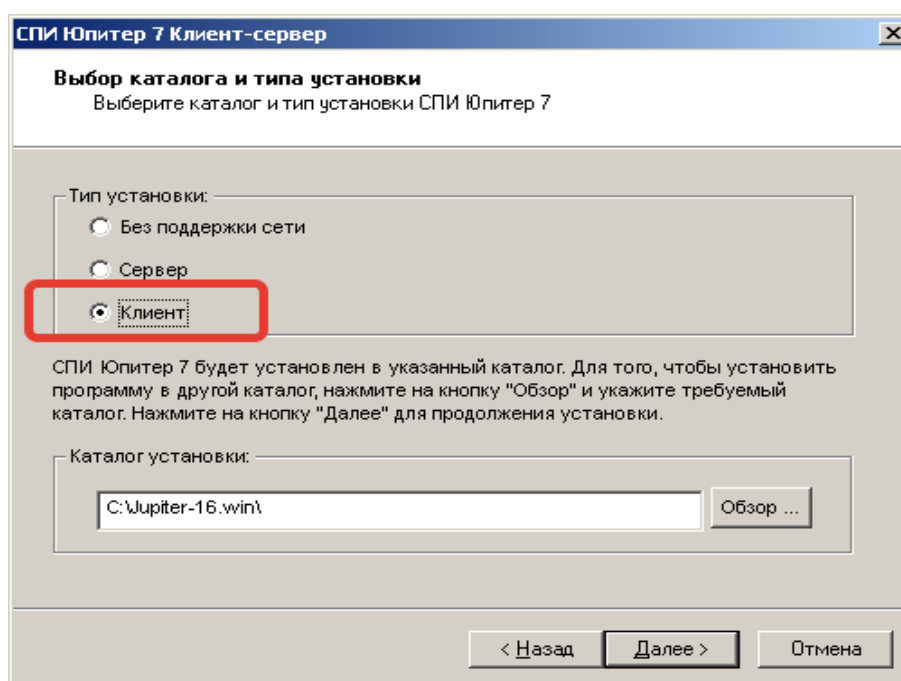 СПИ Юпитер 7 Клиент-сервер
Выбор каталога и типа установки
Выберите каталог и тип установки СПИ Юпитер 7
Тип установки:
Без поддержки сети
Сервер
Клиент
СПИ Юпитер 7 будет установлен в указанный каталог. Для того, чтобы установить
программу в другой каталог, нажмите на кнопку "Обзор" и укажите требуемый
каталог. Нажмите на кнопку "Далее" для продолжения установки.
Каталог установки:
C:\Jupiter-16.win\
Обзор ...
< Назад
Далее >
Отмена